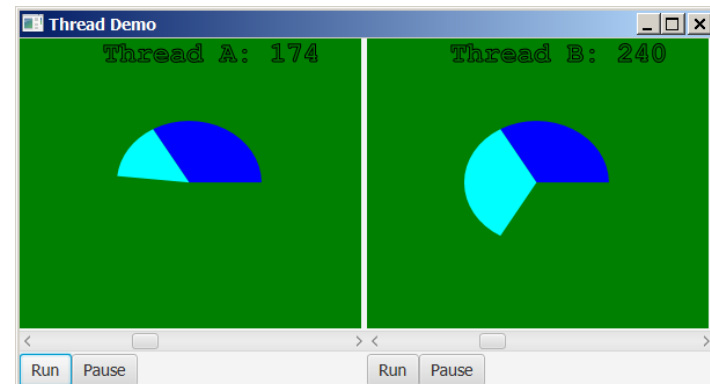 Thread Demo
Thread A: 174
Thread B: 240
Run Pause
Run Pause